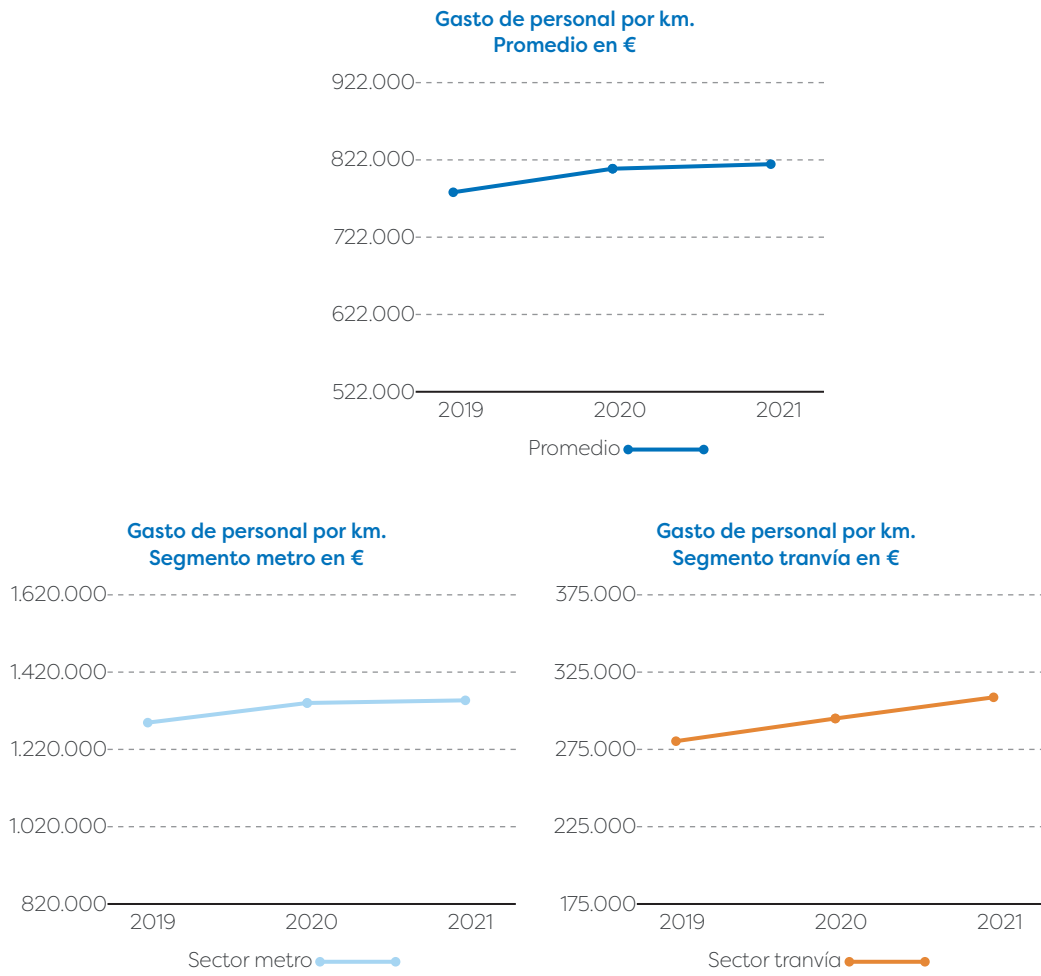 Gasto de personal por km.
Promedio en €
922.000
822.000
722.000
622.000
522.000
2019 2020 2021
Promedio
Gasto de personal por km.
Segmento metro en €
1.620.000
1.420.000
1.220.000
1.020.000
820.000
2019 2020 2021
Sector metro
Gasto de personal por km.
Segmento tranvía en €
375.000
325.000
275.000
225.000
175.000
2019 2020 2021
Sector tranvía